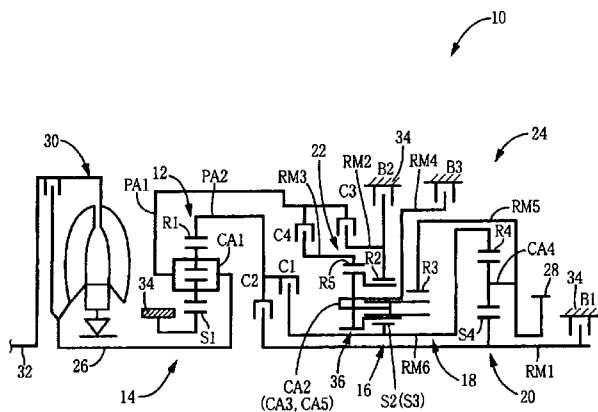 10
24
30
12
PA2
22
RM2
B2
34
RM4
B3
PA1
RM3
C3
RM5
R1
CA1
C4
R2
R4
R5
R3
CA4
34
C2
C1
28
34
B1
S1
S4
32
26
14
CA2
(CA3, CA5)
36
16
S2(S3)
RM6
18
20
RM1